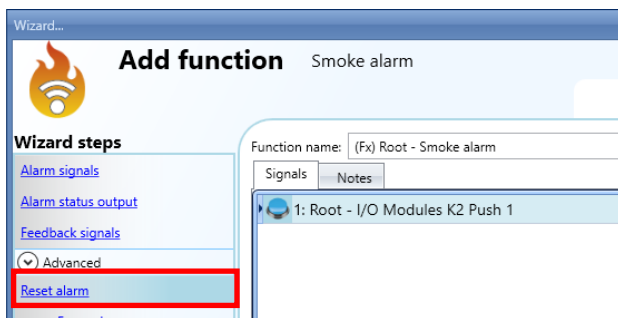 Wizard...
Add function Smoke alarm
Wizard steps
Alarm signals
Alarm status output
Feedback signals
Advanced
Reset alarm
Function name: (Fx) Root - Smoke alarm
Signals Notes
1: Root - I/O Modules K2 Push 1